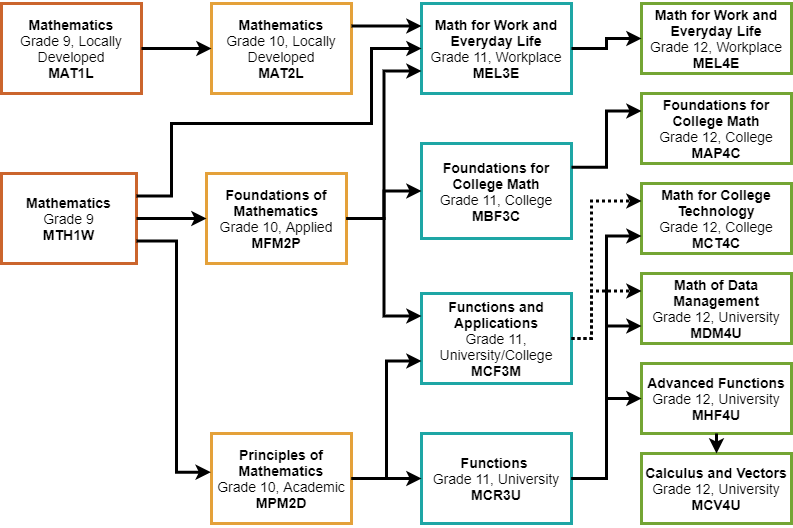 Mathematics
Grade 9, Locally
Developed
MAT1L
Mathematics
Grade 10, Locally
Developed
MAT2L
Math for Work and
Everyday Life
Grade 11, Workplace
MEL3E
Math for Work and
Everyday Life
Grade 12, Workplace
MEL4E
Foundations for
College Math
Grade 12, College
MAP4C
Mathematics
Grade 9
MTH1W
Foundations of
Mathematics
Grade 10, Applied
MFM2P
Foundations for
College Math
Grade 11, College
MBF3C
Math for College
Technology
Grade 12, College
MCT4C
Functions and
Applications
Grade 11,
University/College
MCF3M
Math of Data
Management
Grade 12, University
MDM4U
Advanced Functions
Grade 12, University
MHF4U
Principles of
Mathematics
Grade 10, Academic
MPM2D
Functions
Grade 11, University
MCR3U
Calculus and Vectors
Grade 12, University
MCV4U